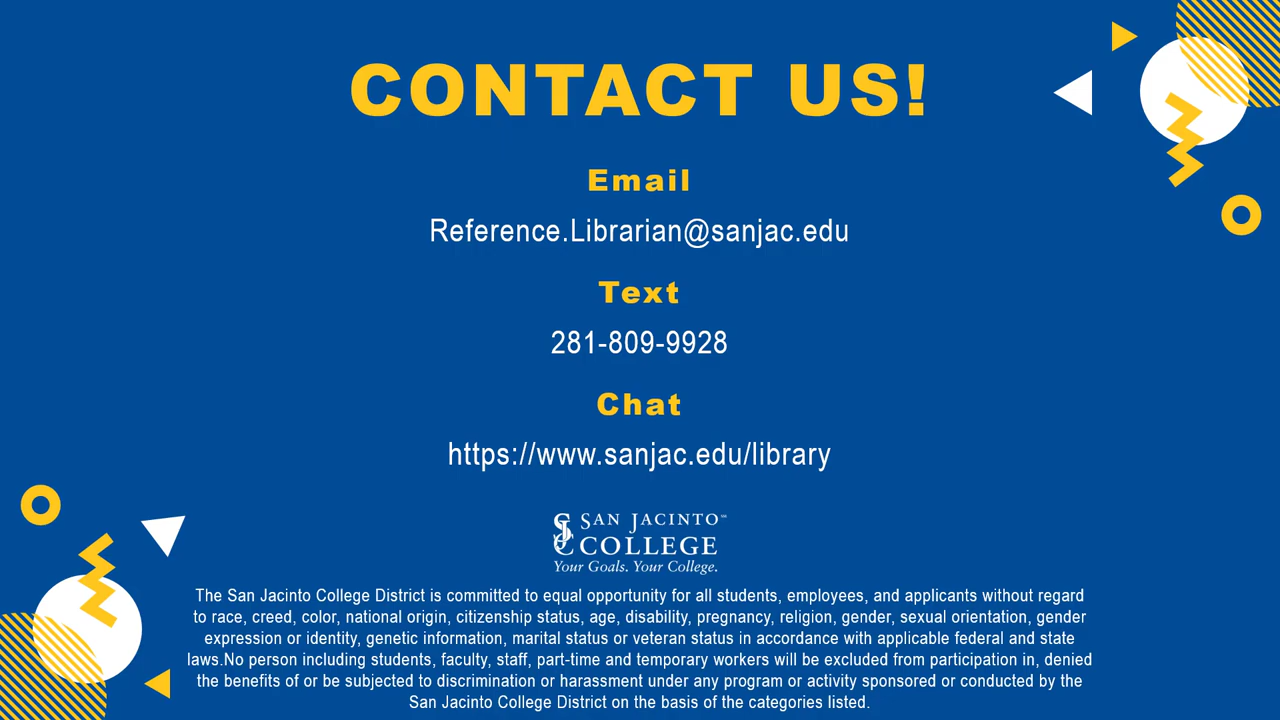 CONTACT US!
Email
Reference.Librarian@sanjac.edu
Text
281-809-9928
Chat
https://www.sanjac.edu/library
SAN JACINTO℠
COLLEGE
Your Goals. Your College.
The San Jacinto College District is committed to equal opportunity for all students, employees, and applicants without regard
to race, creed, color, national origin, citizenship status, age, disability, pregnancy, religion, gender, sexual orientation, gender
expression or identity, genetic information, marital status or veteran status in accordance with applicable federal and state
laws.No person including students, faculty, staff, part-time and temporary workers will be excluded from participation in, denied
the benefits of or be subjected to discrimination or harassment under any program or activity sponsored or conducted by the
San Jacinto College District on the basis of the categories listed.